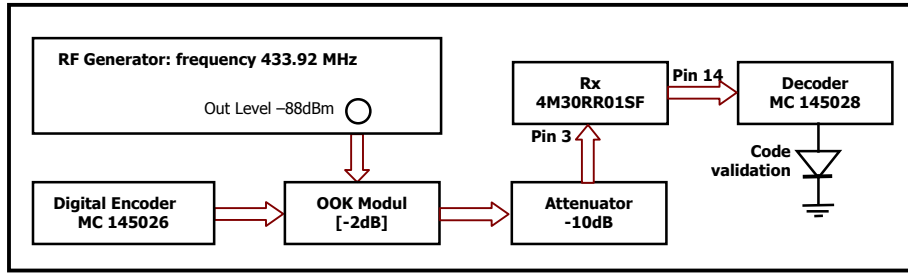 RF Generator: frequency 433.92 MHz
Out Level –88dBm
Rx
4M30RR01SF
Pin 14
Decoder
MC 145028
Pin 3
Code
validation
Digital Encoder
MC 145026
OOK Modul
[-2dB]
Attenuator
-10dB